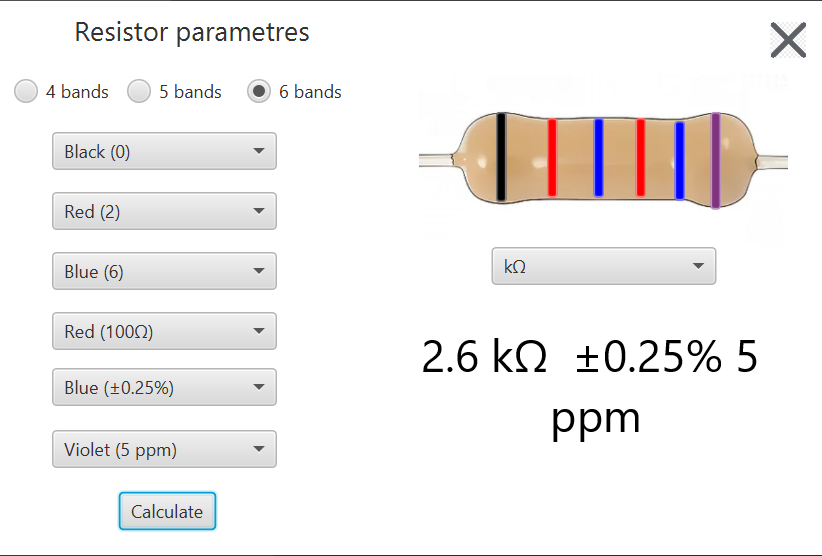 Resistor parametres
4 bands 5 bands 6 bands
Black (0)
Red (2)
Blue (6)
Red (100Ω)
Blue (±0.25%)
Violet (5 ppm)
Calculate
kΩ
2.6 kΩ ±0.25% 5
ppm